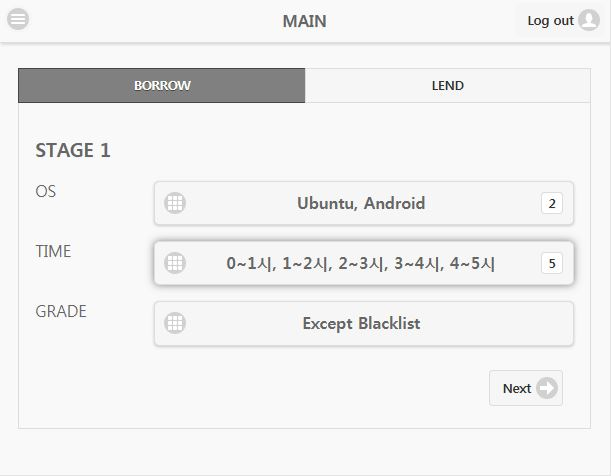 MAIN
Log out
BORROW
LEND
STAGE 1
OS
Ubuntu, Android
2
TIME
0~1시, 1~2시, 2~3시, 3~4시, 4~5시
5
GRADE
Except Blacklist
Next